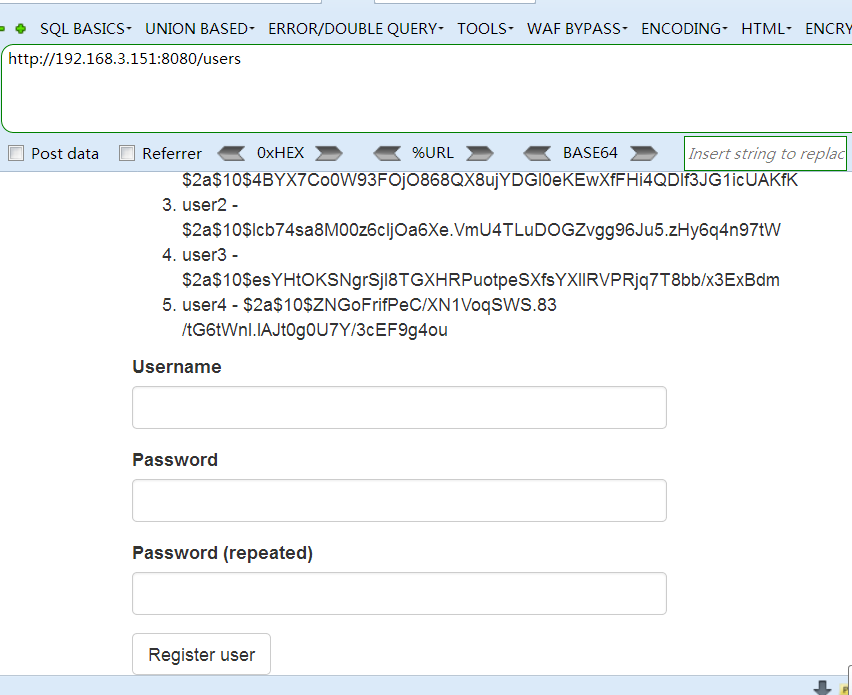 SQL BASICS- UNION BASED- ERROR/DOUBLE QUERY- TOOLS- WAF BYPASS- ENCODING- HTML- ENCRY
http://192.168.3.151:8080/users
Post data Referrer 0xHEX %URL BASE64 Insert string to replac
$2a$10$4BYX7Co0W93FOjO868QX8ujYDGl0eKEwXfFHi4QDlf3JG1icUAKfK
3. user2 -
$2a$10$lcb74sa8M00z6cljOa6Xe.VmU4TLuDOGZvgg96Ju5.zHy6q4n97tW
4. user3 -
$2a$10$esYHtOKSNgrSjl8TGXHRPuotpeSXfsYXllRVPRjq7T8bb/x3ExBdm
5. user4 - $2a$10$ZNGoFrifPeC/XN1VoqSWS.83
/tG6tWnl.lAJt0g0U7Y/3cEF9g4ou
Username
Password
Password (repeated)
Register user